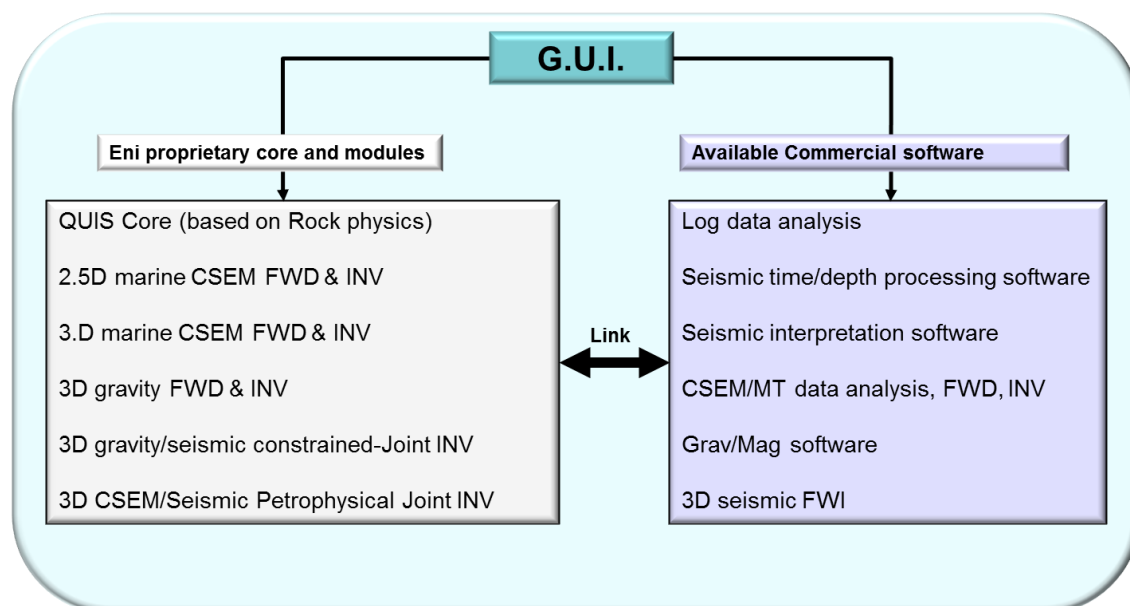 G.U.I.
Eni proprietary core and modules
QUIS Core (based on Rock physics)
2.5D marine CSEM FWD & INV
3.D marine CSEM FWD & INV
3D gravity FWD & INV
3D gravity/seismic constrained-Joint INV
3D CSEM/Seismic Petrophysical Joint INV
Link
Available Commercial software
Log data analysis
Seismic time/depth processing software
Seismic interpretation software
CSEM/MT data analysis, FWD, INV
Grav/Mag software
3D seismic FWI